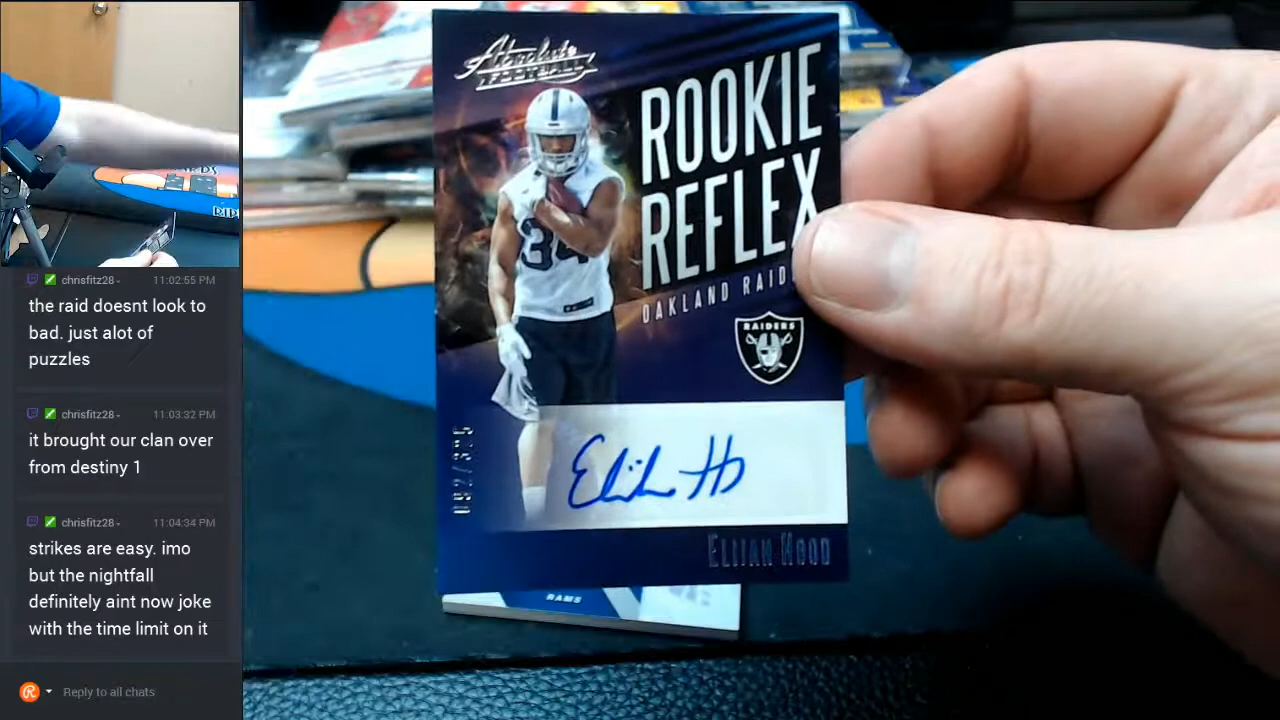 chrisfitz28 11:02:55 PM
the raid doesnt look to
bad. just alot of
puzzles
chrisfitz28 11:03:32 PM
it brought our clan over
from destiny 1
chrisfitz28 11:04:34 PM
strikes are easy. imo
but the nightfall
definitely aint now joke
with the time limit on it
Reply to all chats
Absolute
FOOTBALL
ROOKIE
REFLEX
OAKLAND RAID
RAIDERS
34
Elijah Hood
RAMS